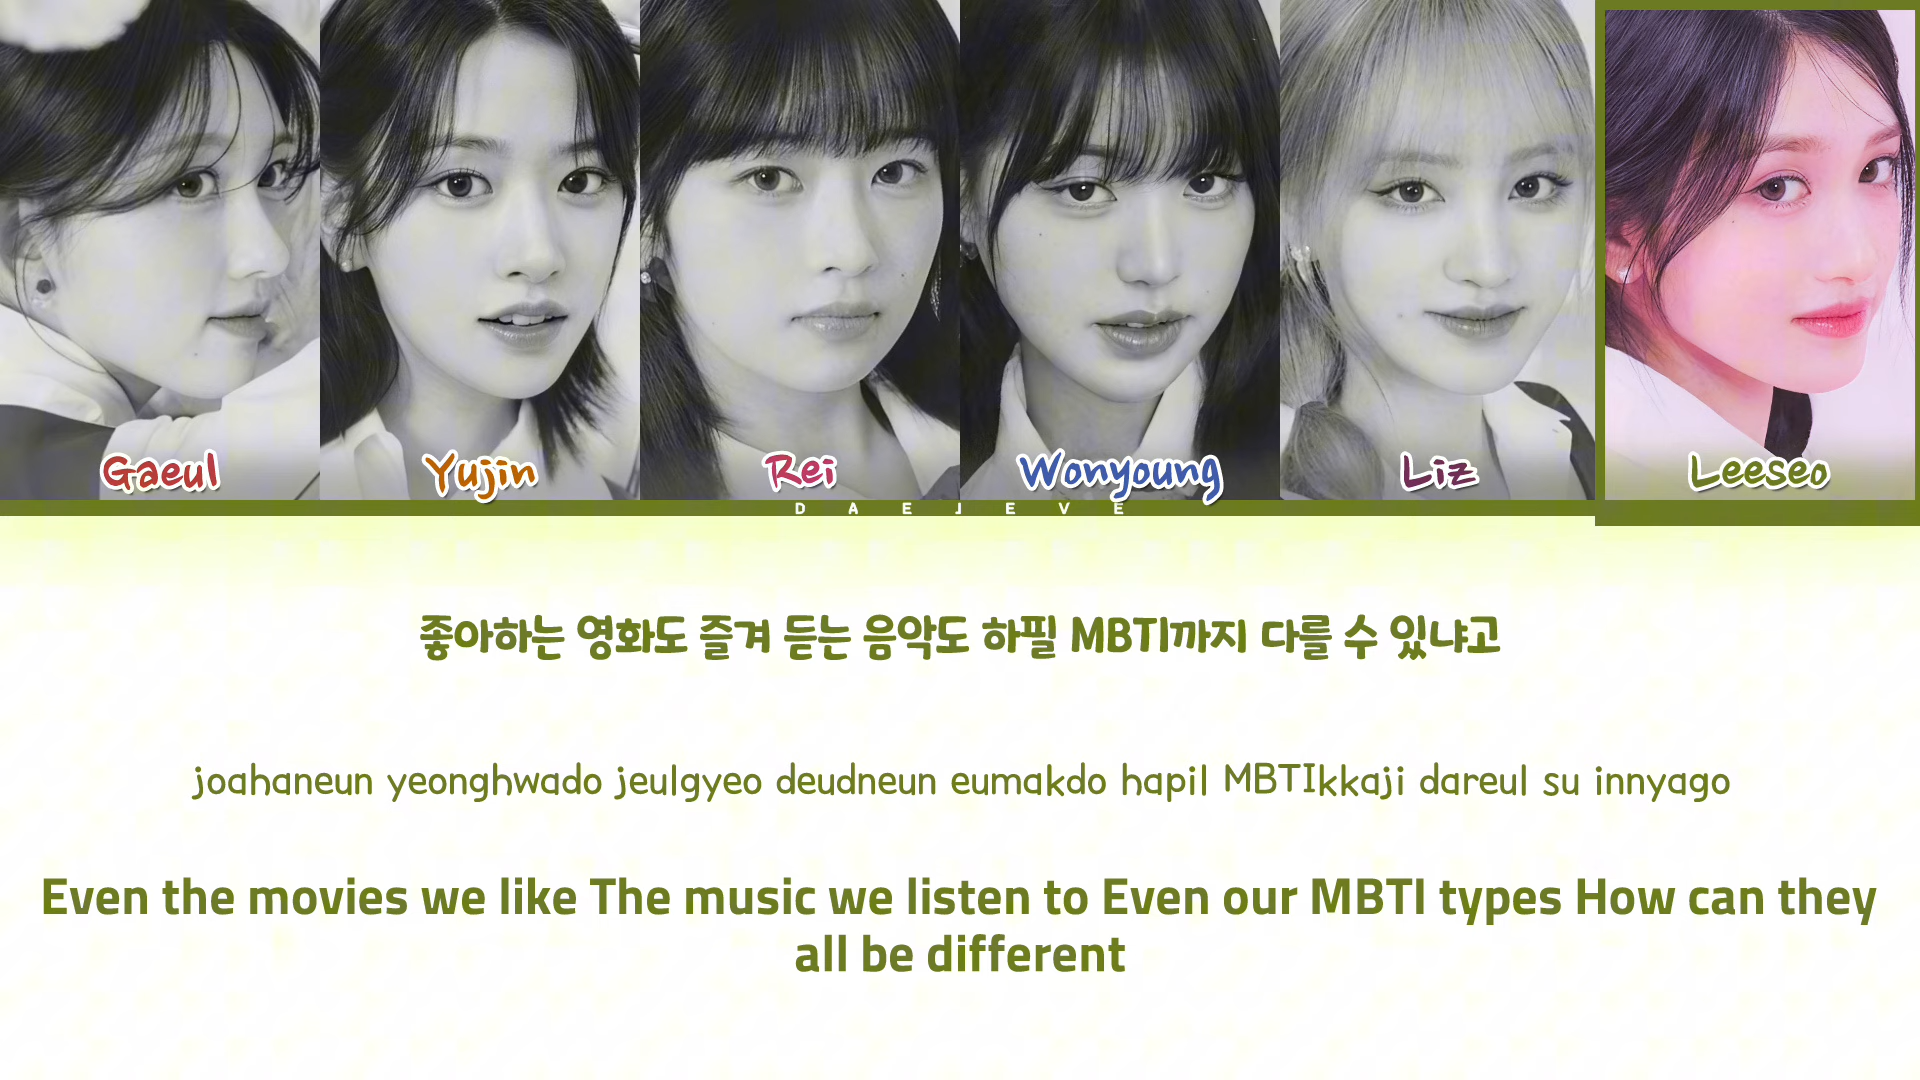 Gaeul Yujin Rei Wonyoung Liz Leeseo
DAEJEVE
좋아하는 영화도 즐겨 듣는 음악도 하필 MBTI까지 다를 수 있냐고
joahaneun yeonghwado jeulgyeo deudneun eumakdo hapil MBTIkkaji dareul su innyago
Even the movies we like The music we listen to Even our MBTI types How can they
all be different